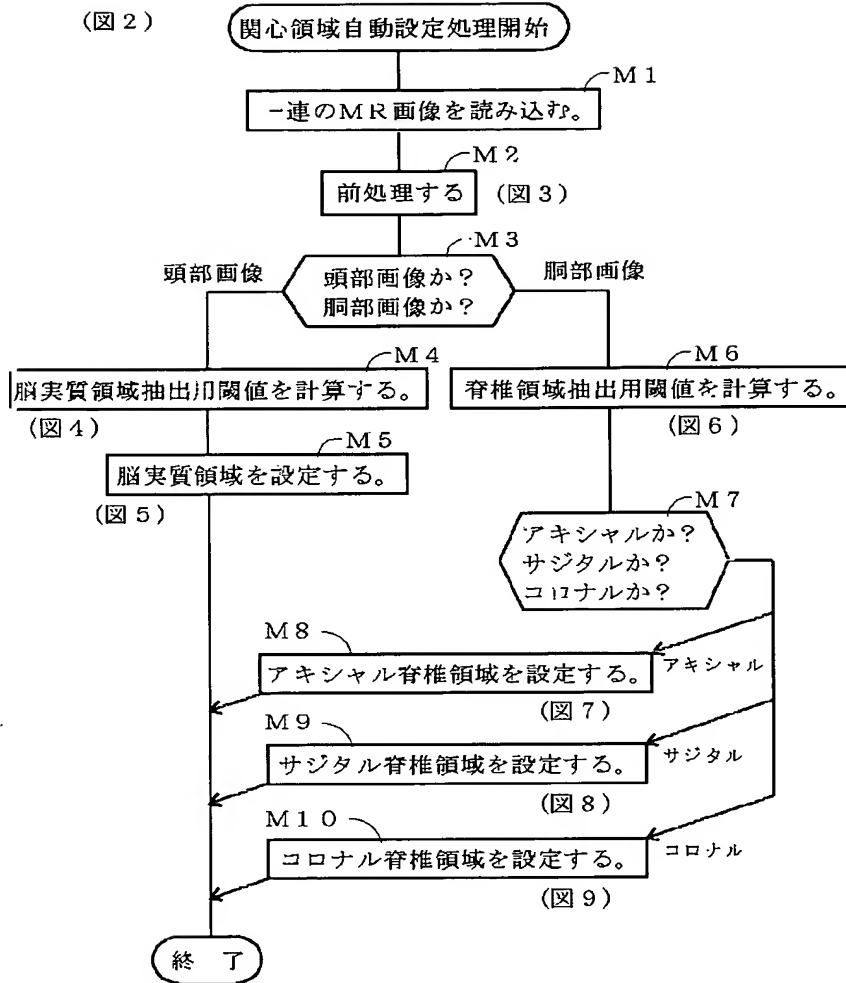 (図2)
関心領域自動設定処理開始
M1
一連のMR画像を読み込む。
M2
前処理する
(図3)
M3
頭部画像
頭部画像か?
胴部画像か?
胴部画像
M4
脳実質領域抽出用閾値を計算する。
(図4)
M6
脊椎領域抽出用閾値を計算する。
(図6)
M5
脳実質領域を設定する。
(図5)
M7
アキシャルか?
サジタルか?
コロナルか?
M8
アキシャル脊椎領域を設定する。
アキシャル
(図7)
M9
サジタル脊椎領域を設定する。
サジタル
(図8)
M10
コロナル脊椎領域を設定する。
コロナル
(図9)
終 了